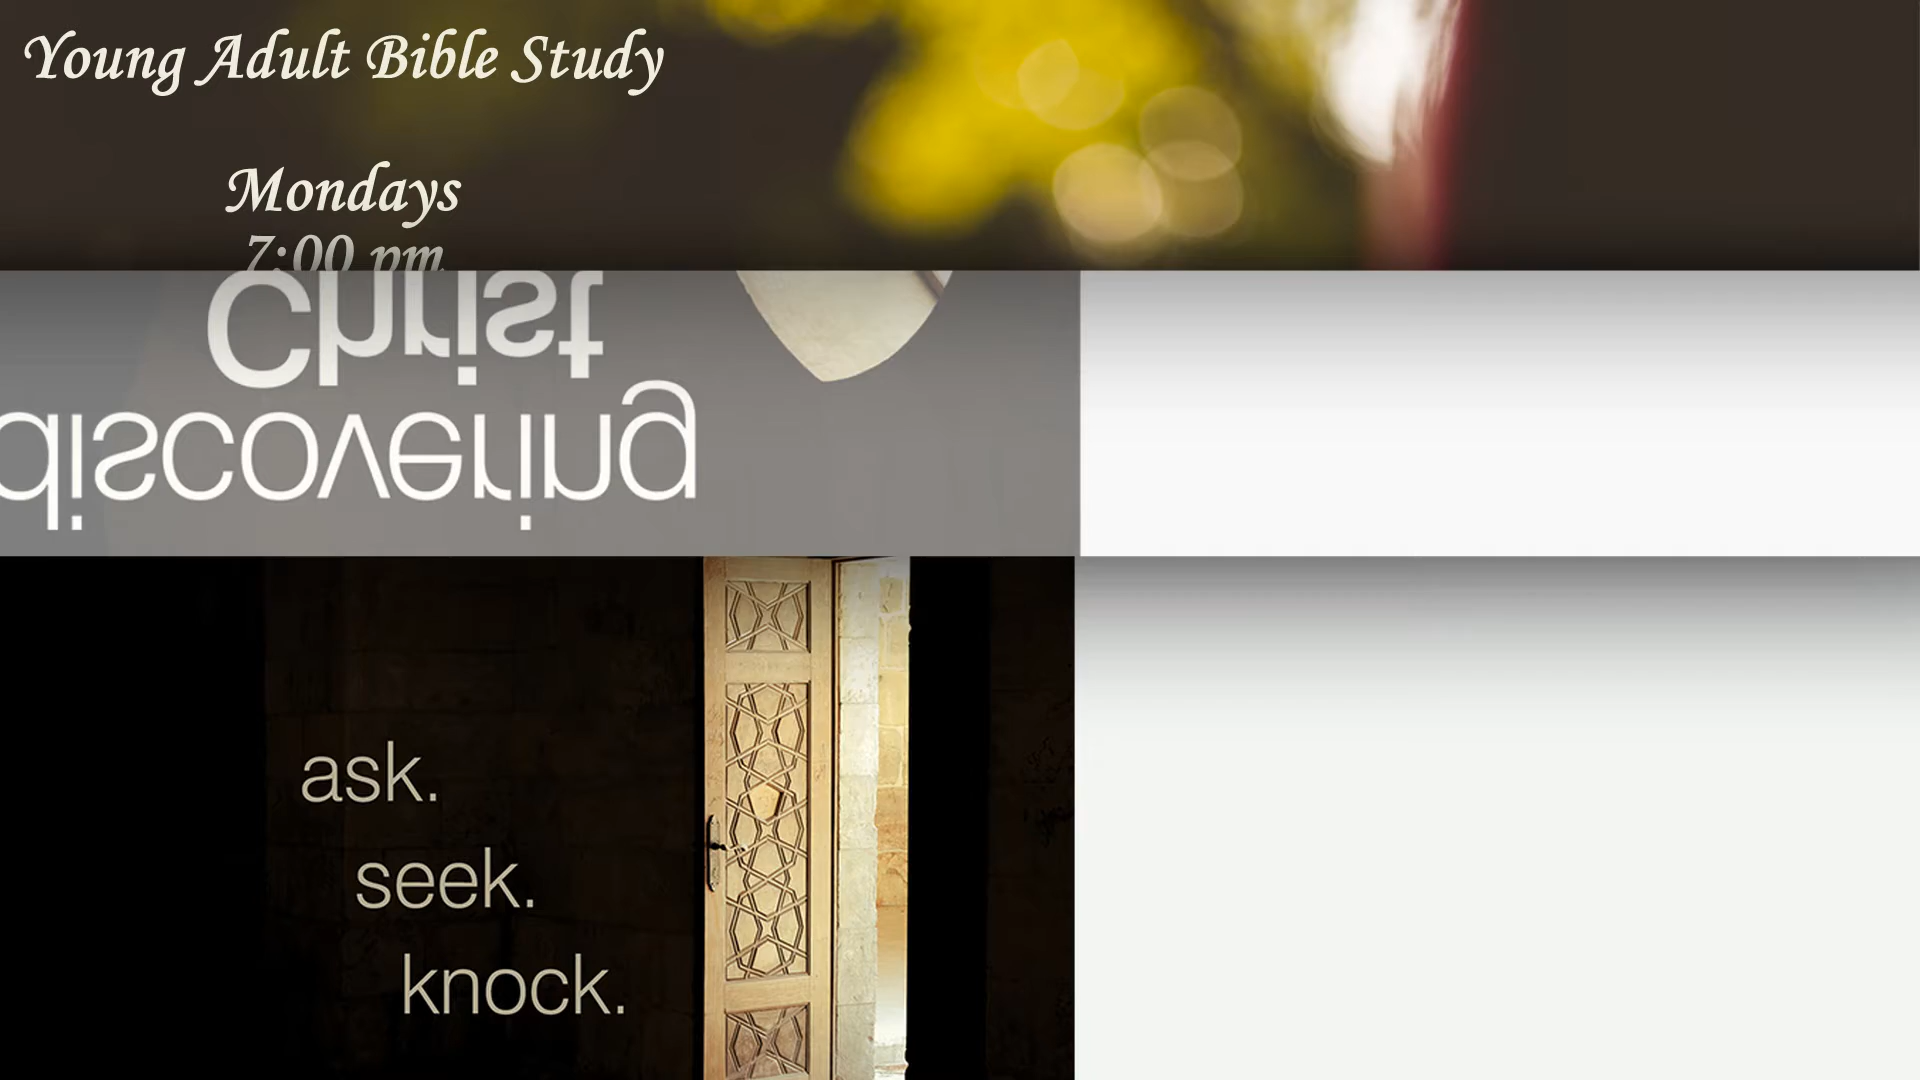 Young Adult Bible Study
Mondays
7:00 pm
Christ
discovering
ask.
seek.
knock.